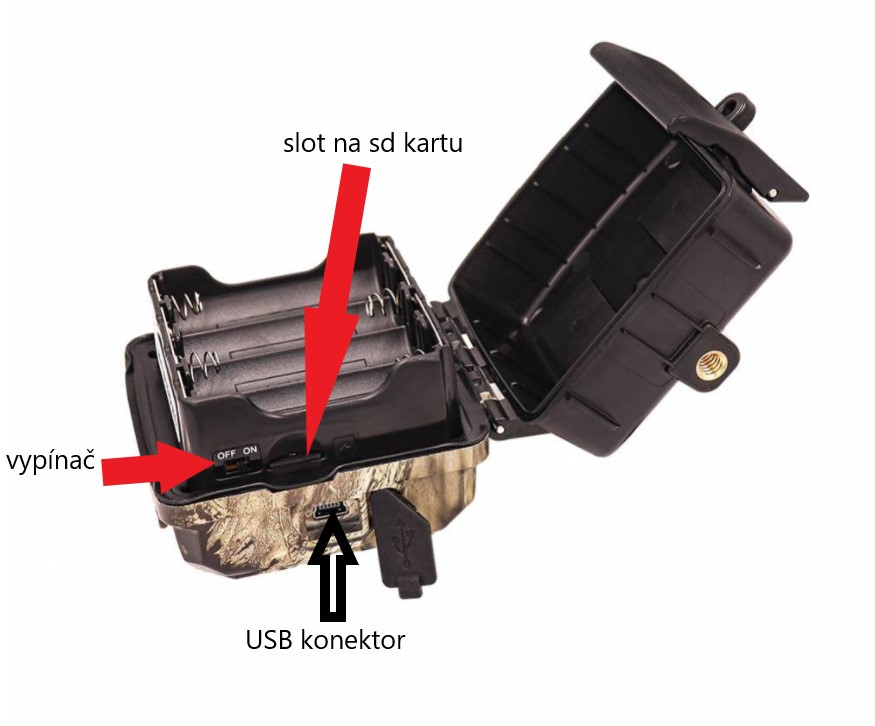 slot na sd kartu
vypínač
OFF ON
USB konektor